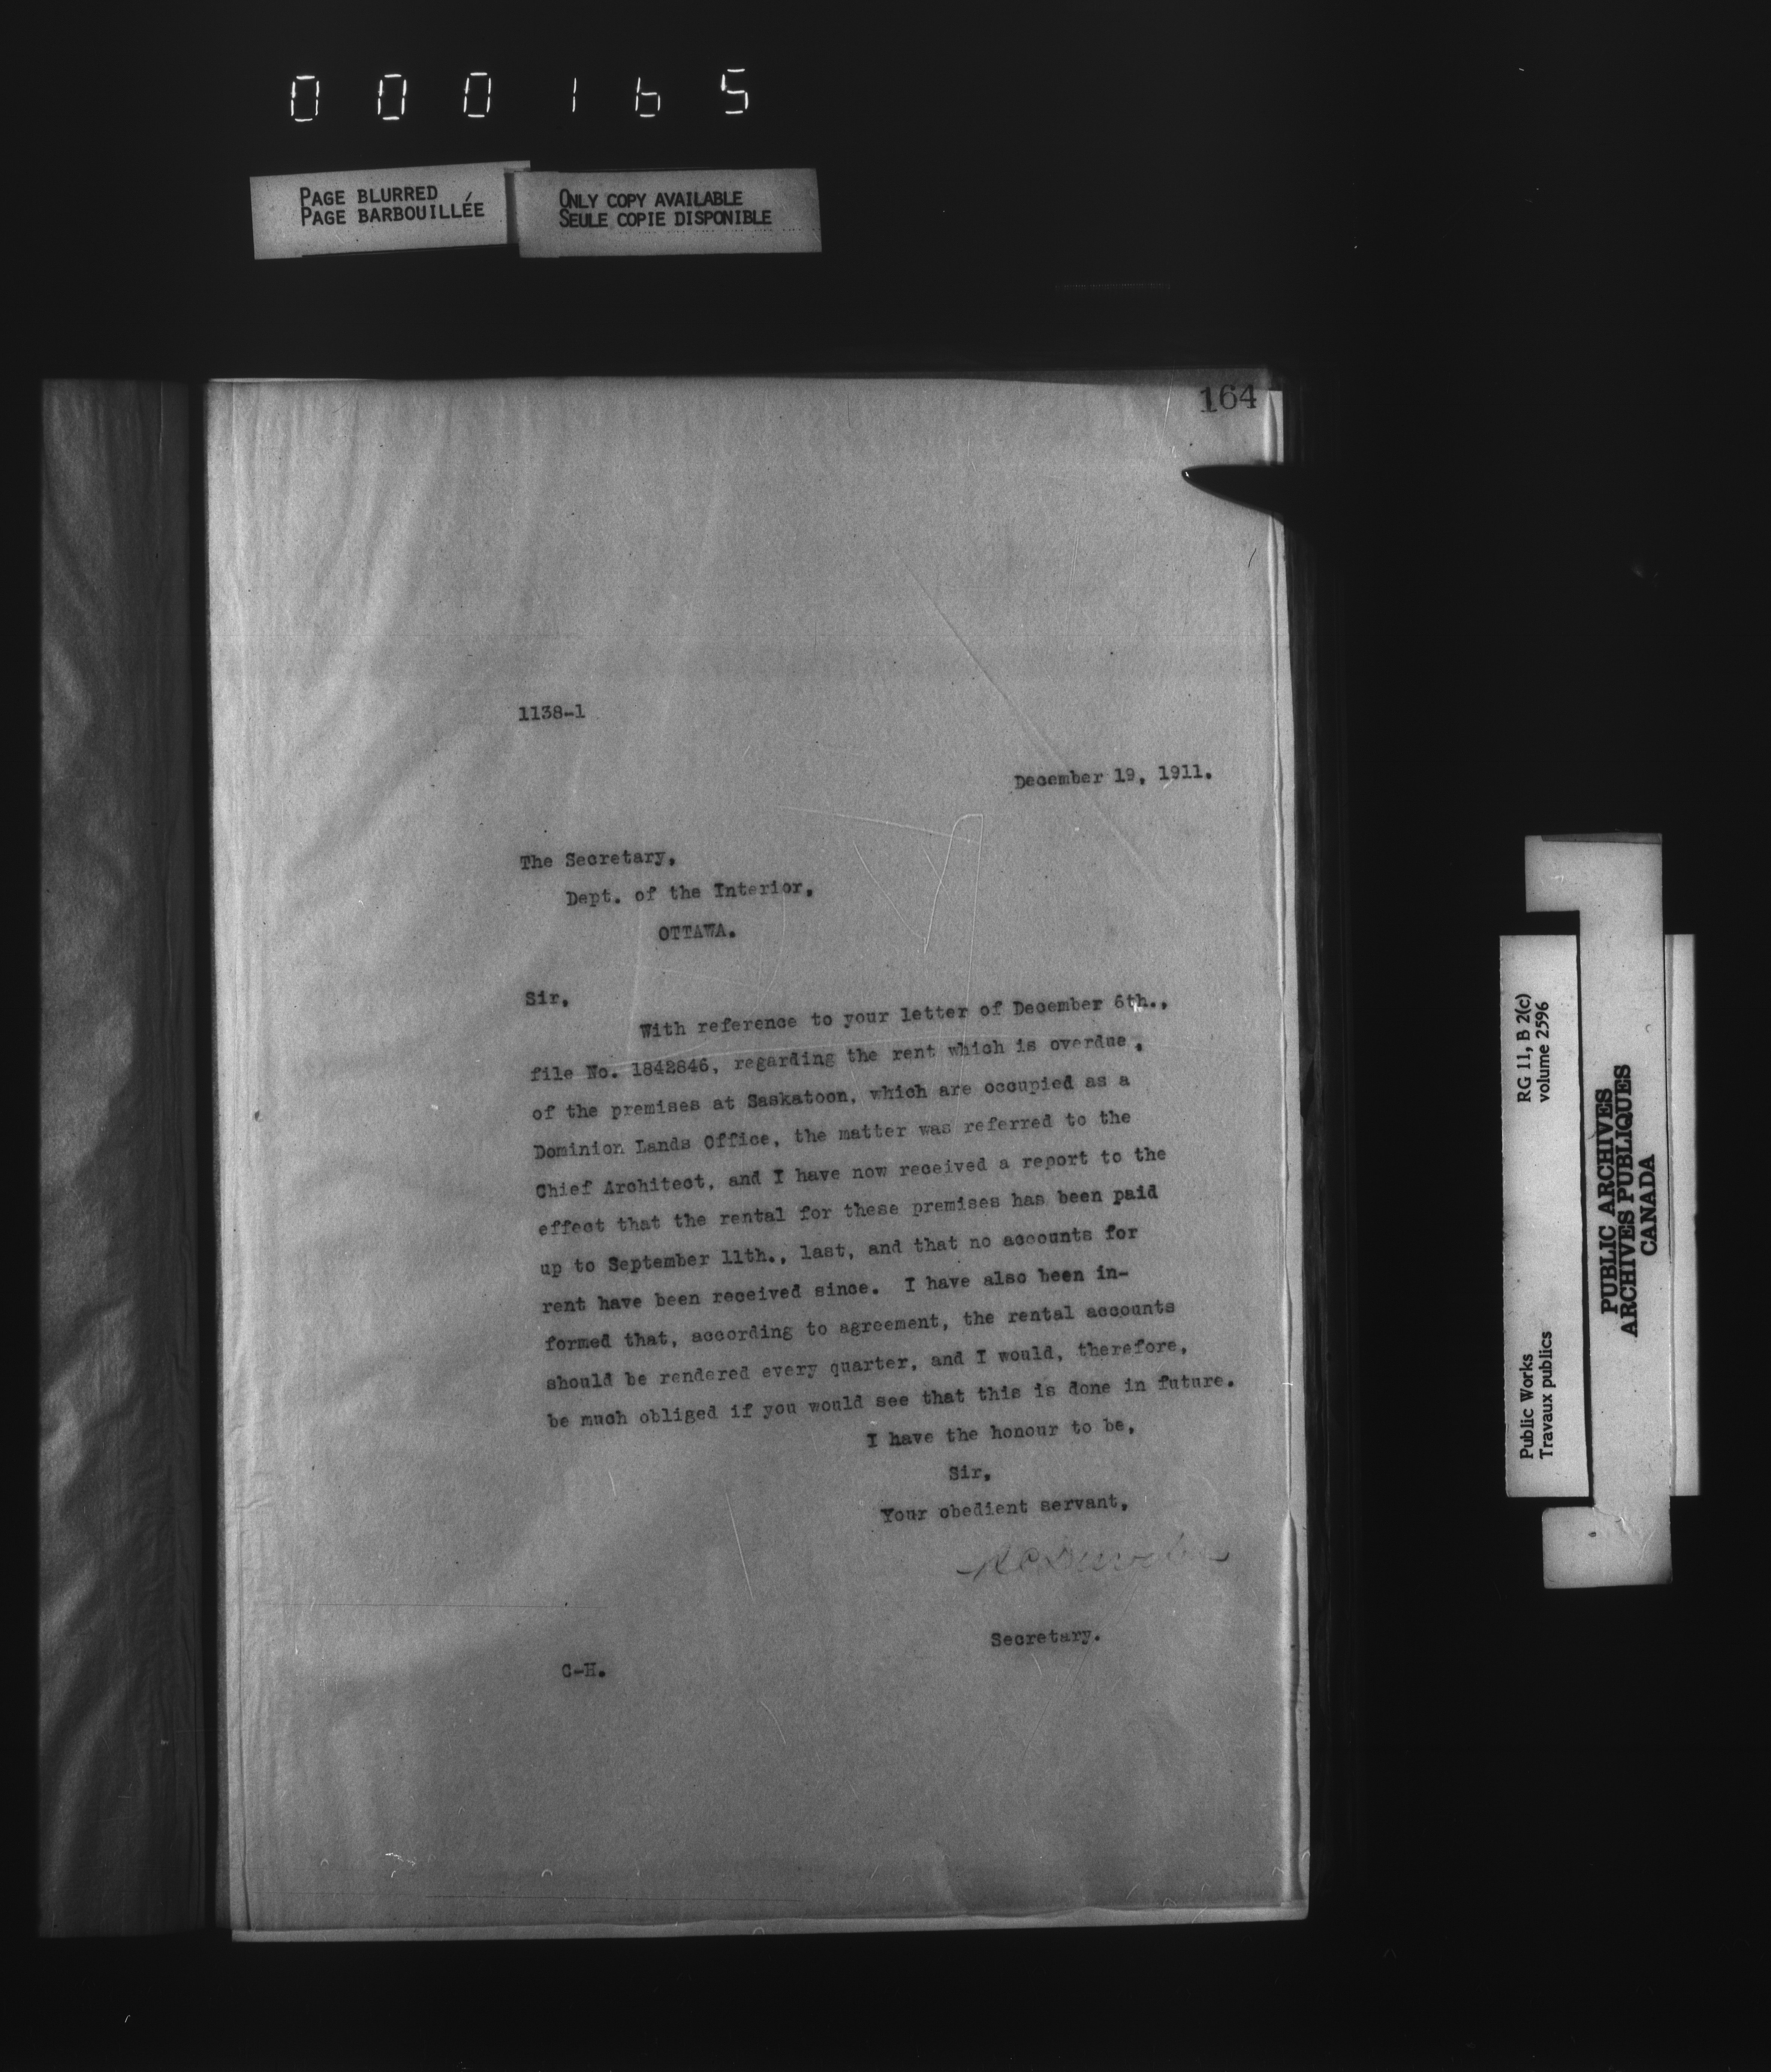 000165
PAGE BLURRED
PAGE BARBOUILLÉE
ONLY COPY AVAILABLE
SEULE COPIE DISPONIBLE
164
1138-1
December 19, 1911.
The Secretary,
Dept. of the Interior,
OTTAWA.
Sir,
With reference to your letter of December 6th.,
file No. 1842846, regarding the rent which is overdue,
of the premises at Saskatoon, which are occupied as a
Dominion Lands Office, the matter was referred to the
Chief Architect, and I have now received a report to the
effect that the rental for these premises has been paid
up to September 11th., last, and that no accounts for
rent have been received since. I have also been in-
formed that, according to agreement, the rental accounts
should be rendered every quarter, and I would, therefore,
be much obliged if you would see that this is done in future.
I have the honour to be,
Sir,
Your obedient servant,
Secretary.
C-H.
RG 11, B 2(c)
volume 2596
Public Works
Travaux publics
PUBLIC ARCHIVES
ARCHIVES PUBLIQUES
CANADA